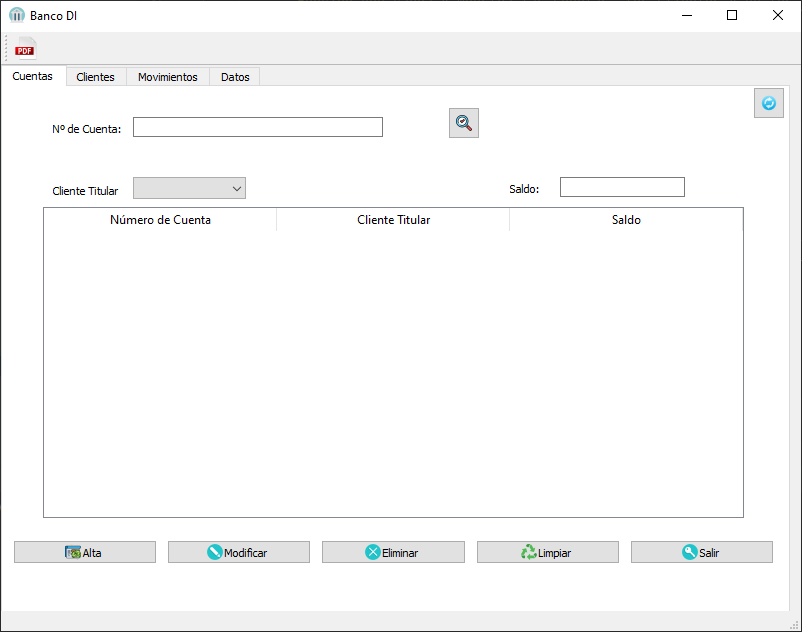 Banco DI
PDF
Cuentas Clientes Movimientos Datos
Nº de Cuenta:
Cliente Titular Saldo:
Número de Cuenta Cliente Titular Saldo
Alta Modificar Eliminar Limpiar Salir